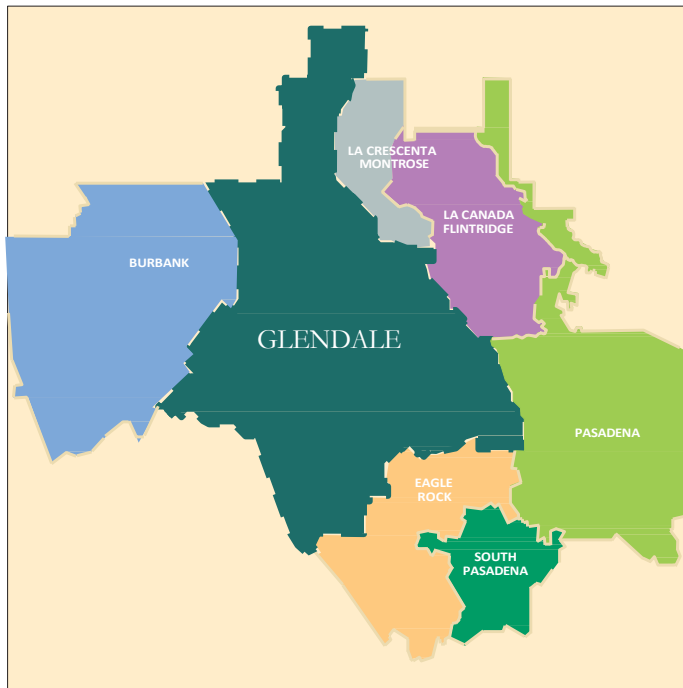 LA CRESCENTA
MONTROSE
LA CANADA
FLINTRIDGE
BURBANK
GLENDALE
PASADENA
EAGLE
ROCK
SOUTH
PASADENA